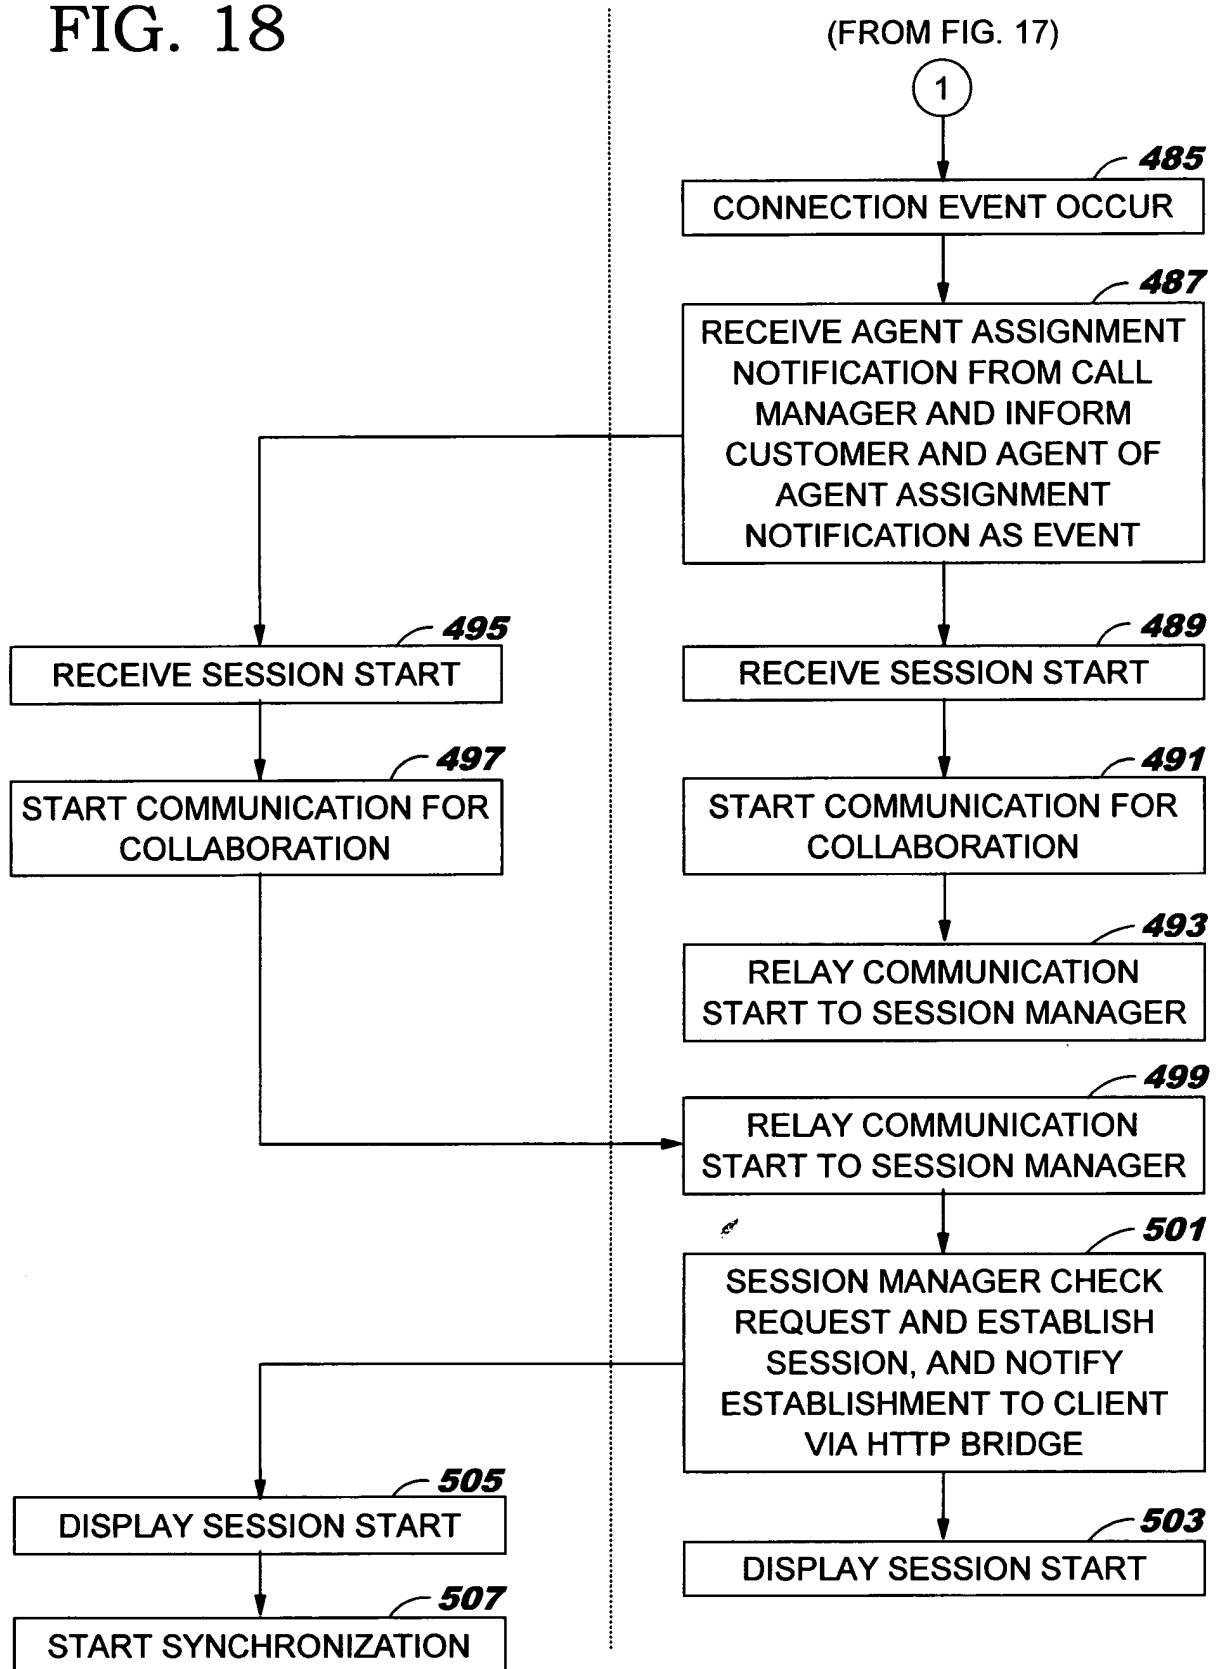 FIG. 18
(FROM FIG. 17)
1
485
CONNECTION EVENT OCCUR
487
RECEIVE AGENT ASSIGNMENT
NOTIFICATION FROM CALL
MANAGER AND INFORM
CUSTOMER AND AGENT OF
AGENT ASSIGNMENT
NOTIFICATION AS EVENT
495
RECEIVE SESSION START
489
RECEIVE SESSION START
497
START COMMUNICATION FOR
COLLABORATION
491
START COMMUNICATION FOR
COLLABORATION
493
RELAY COMMUNICATION
START TO SESSION MANAGER
499
RELAY COMMUNICATION
START TO SESSION MANAGER
501
SESSION MANAGER CHECK
REQUEST AND ESTABLISH
SESSION, AND NOTIFY
ESTABLISHMENT TO CLIENT
VIA HTTP BRIDGE
505
DISPLAY SESSION START
503
DISPLAY SESSION START
507
START SYNCHRONIZATION